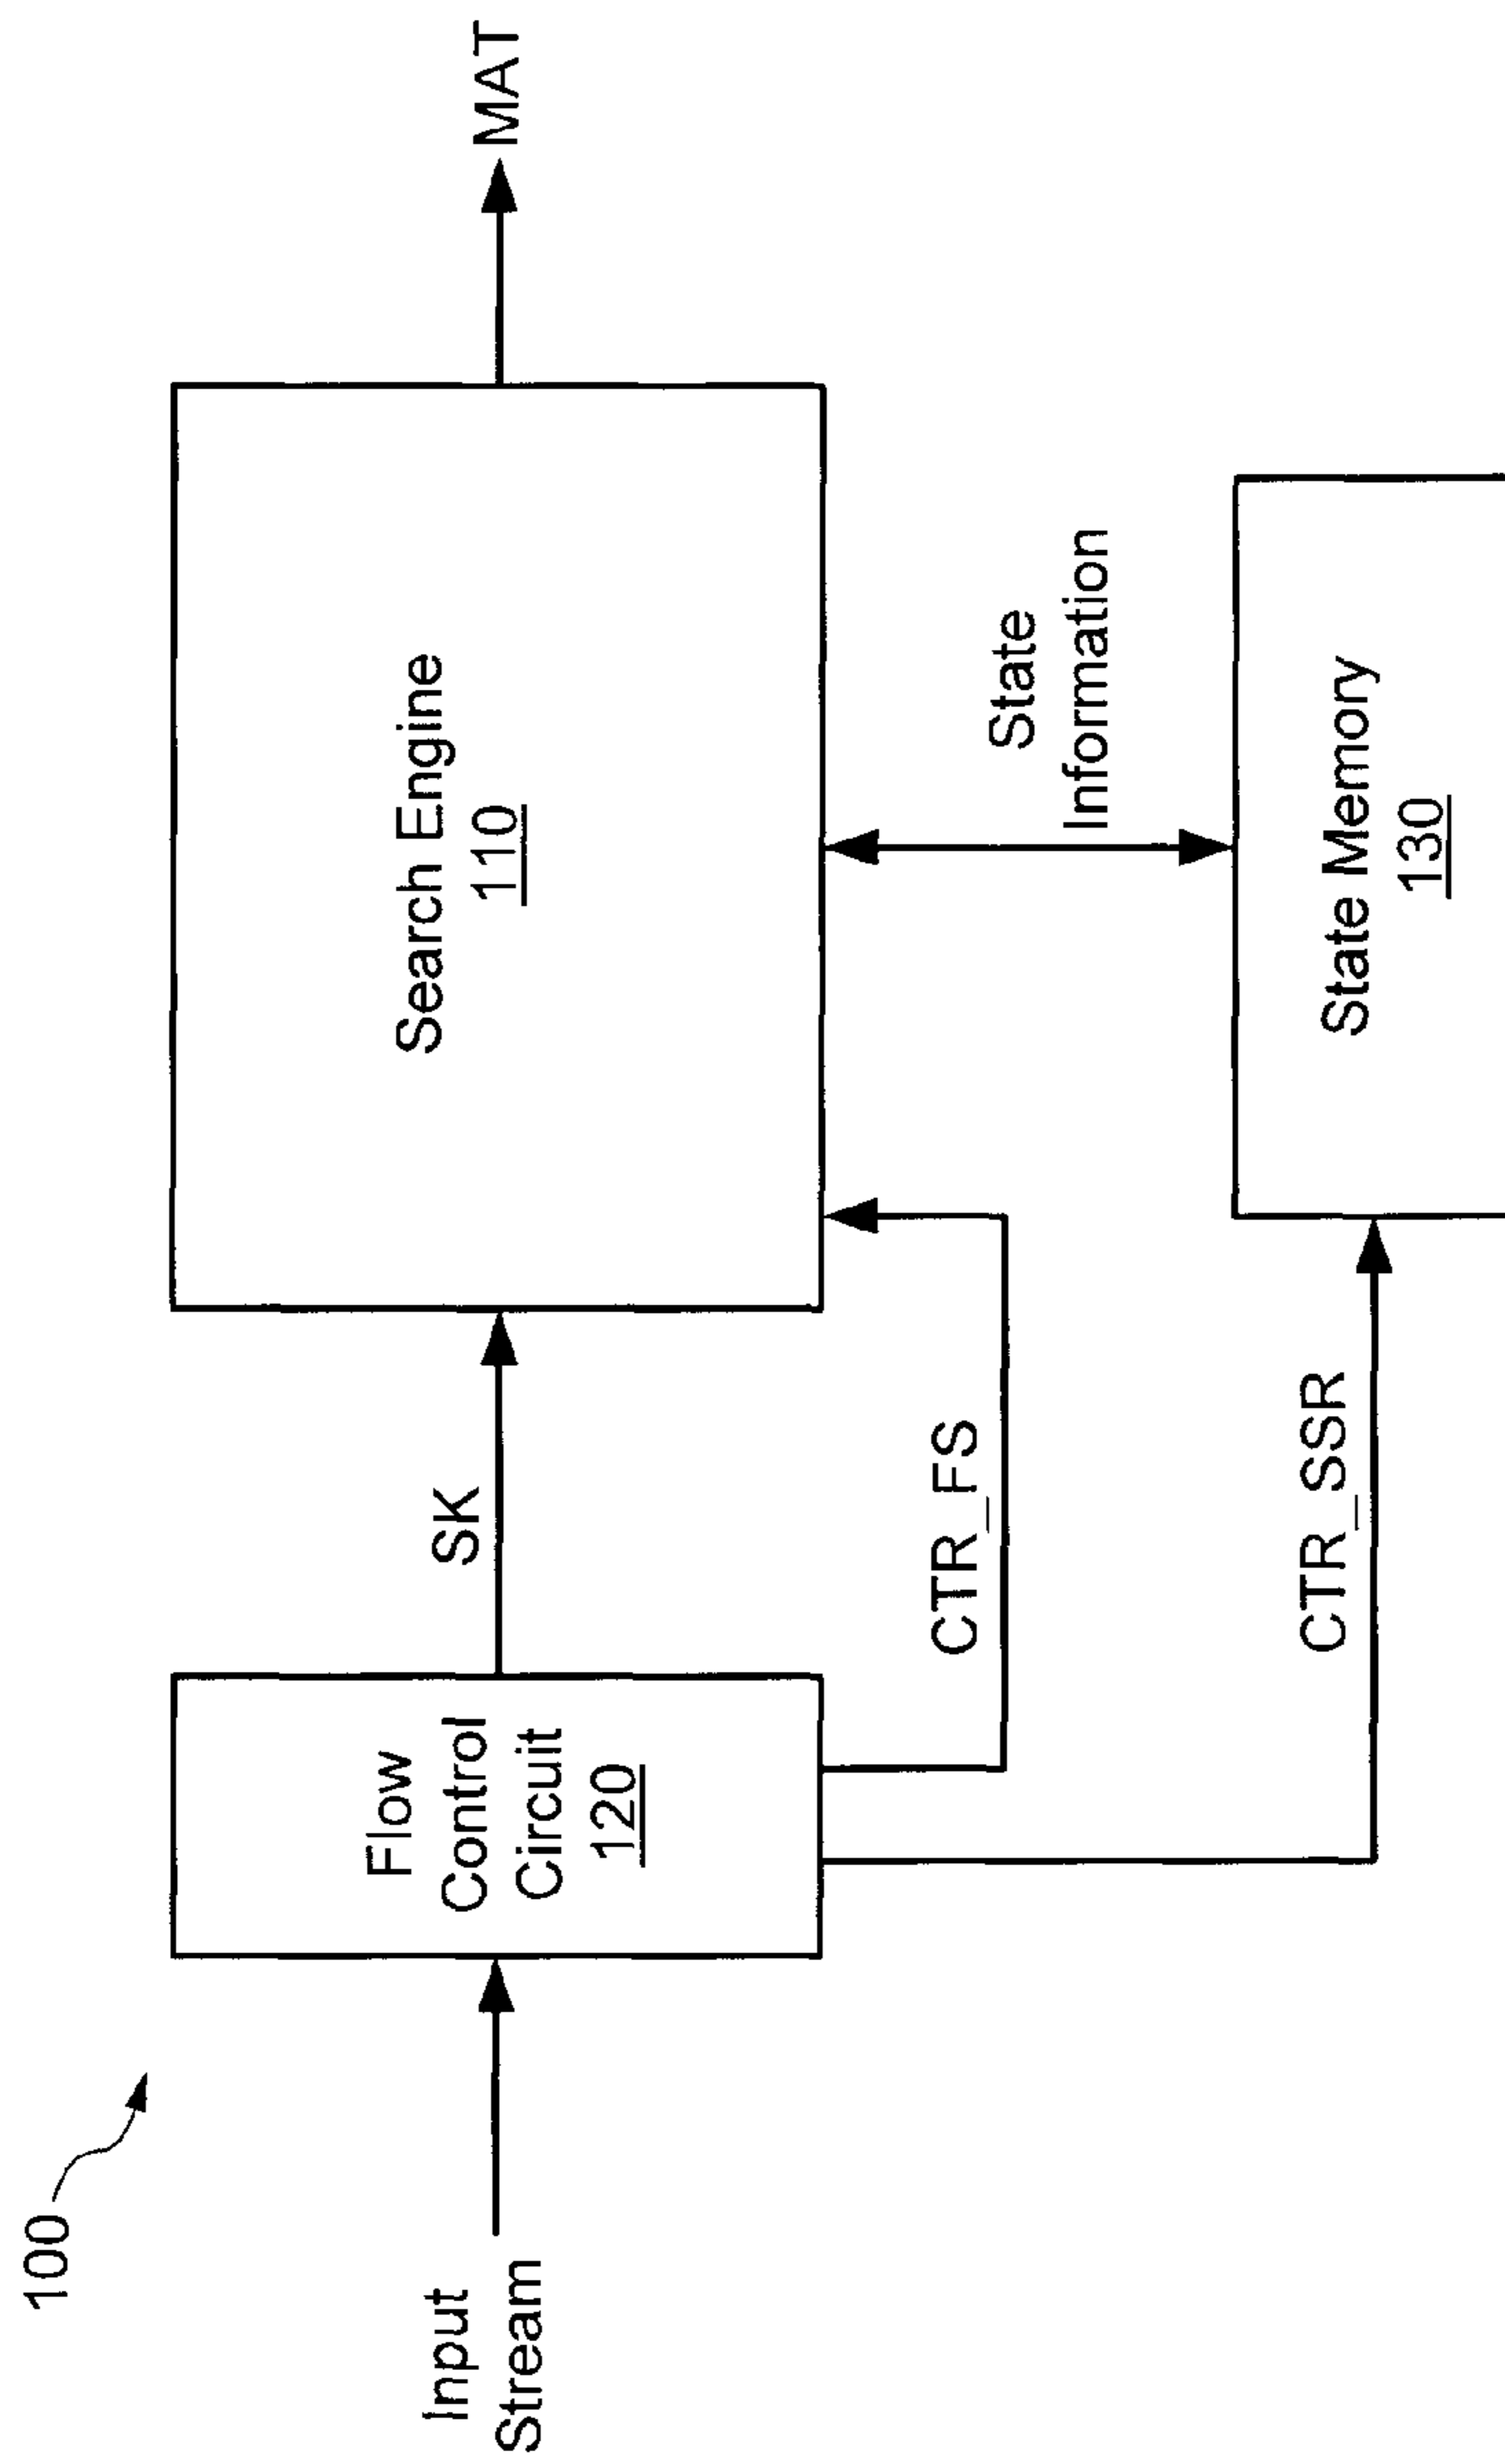 100
Input
Stream
Flow
Control
Circuit
120
SK
Search Engine
110
MAT
CTR_FS
State
Information
CTR_SSR
State Memory
130